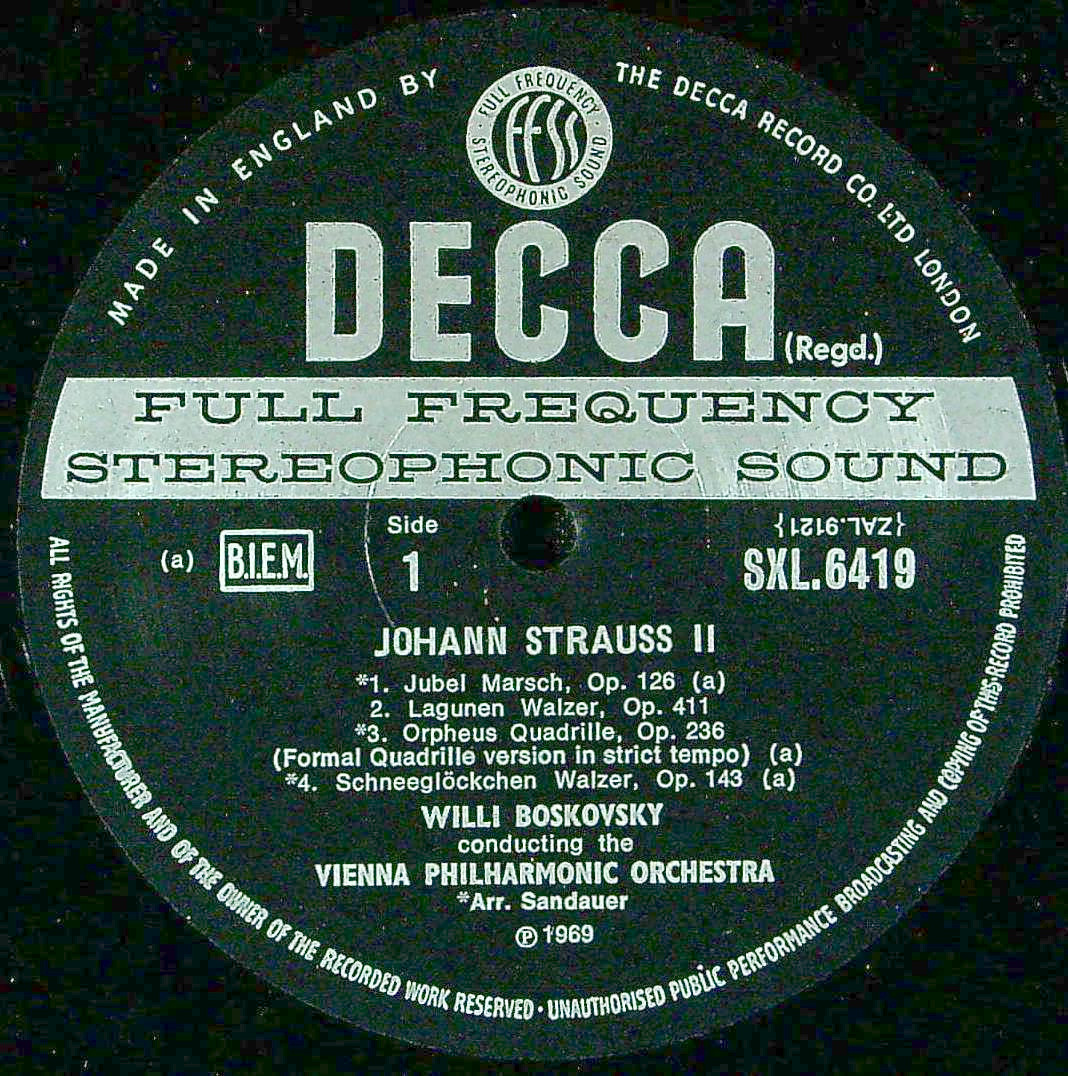 MADE IN ENGLAND BY
THE DECCA RECORD CO. LTD LONDON
· FULL FREQUENCY ·
STEREOPHONIC SOUND
FFSS
DECCA (Regd.)
FULL FREQUENCY
STEREOPHONIC SOUND
(a) B.I.E.M.
Side
1
{ZAL.9121}
SXL.6419
JOHANN STRAUSS II
*1. Jubel Marsch, Op. 126 (a)
2. Lagunen Walzer, Op. 411
*3. Orpheus Quadrille, Op. 236
(Formal Quadrille version in strict tempo) (a)
*4. Schneeglöckchen Walzer, Op. 143 (a)
WILLI BOSKOVSKY
conducting the
VIENNA PHILHARMONIC ORCHESTRA
*Arr. Sandauer
℗ 1969
ALL RIGHTS OF THE MANUFACTURER AND OF THE OWNER OF THE RECORDED WORK RESERVED · UNAUTHORISED PUBLIC PERFORMANCE BROADCASTING AND COPYING OF THIS RECORD PROHIBITED